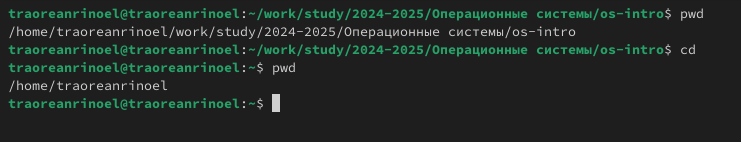 traoreanrinoel@traoreanrinoel:~/work/study/2024-2025/Операционные системы/os-intro$ pwd
/home/traoreanrinoel/work/study/2024-2025/Операционные системы/os-intro
traoreanrinoel@traoreanrinoel:~/work/study/2024-2025/Операционные системы/os-intro$ cd
traoreanrinoel@traoreanrinoel:~$ pwd
/home/traoreanrinoel
traoreanrinoel@traoreanrinoel:~$